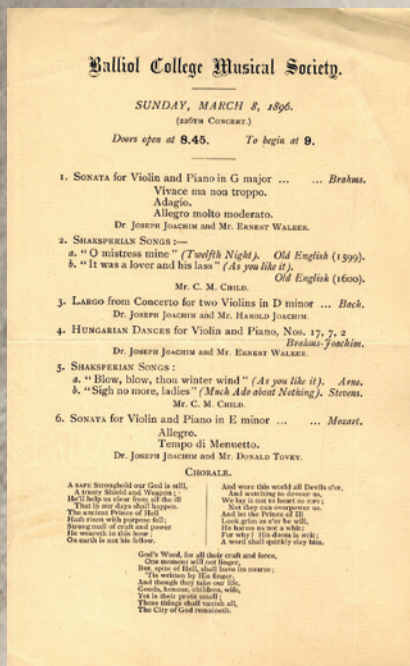 Balliol College Musical Society.
SUNDAY, MARCH 8, 1896.
(226TH CONCERT.)
Doors open at 8.45. To begin at 9.
1. SONATA for Violin and Piano in G major ... ... Brahms.
Vivace ma non troppo.
Adagio.
Allegro molto moderato.
DR JOSEPH JOACHIM and MR. ERNEST WALKER.
2. SHAKSPERIAN SONGS :—
a. “O mistress mine” (Twelfth Night). Old English (1599).
b. “It was a lover and his lass” (As you like it).
Old English (1600).
MR. C. M. CHILD.
3. LARGO from Concerto for two Violins in D minor ... Bach.
DR. JOSEPH JOACHIM and MR. HAROLD JOACHIM.
4. HUNGARIAN DANCES for Violin and Piano, Nos. 17, 7, 2
Brahms-Joachim.
DR. JOSEPH JOACHIM and MR. ERNEST WALKER.
5. SHAKSPERIAN SONGS :
a. “Blow, blow, thou winter wind” (As you like it). Arne.
b. “Sigh no more, ladies” (Much Ado about Nothing). Stevens.
MR. C. M. CHILD.
6. SONATA for Violin and Piano in E minor ... ... Mozart.
Allegro.
Tempo di Menuetto.
DR. JOSEPH JOACHIM and MR. DONALD TOVEY.
CHORALE.
A SAFE Stronghold our God is still,
A trusty Shield and Weapon;
He'll help us clear from all the ill
That in our days shall happen.
The ancient Prince of Hell
Hath risen with purpose fell;
Strong mail of craft and power
He weareth in this hour;
On earth is not his fellow.
And were this world all Devils o'er,
And watching to devour us,
We lay it not to heart so sore;
Not they can overpower us.
And let the Prince of Ill
Look grim as e'er he will,
He harms us not a whit:
For why? His doom is writ;
A word shall quickly slay him.
God's Word, for all their craft and force,
One moment will not linger,
But, spite of Hell, shall have its course;
'Tis written by His finger.
And though they take our life,
Goods, honour, children, wife,
Yet is their profit small;
These things shall vanish all,
The City of God remaineth.